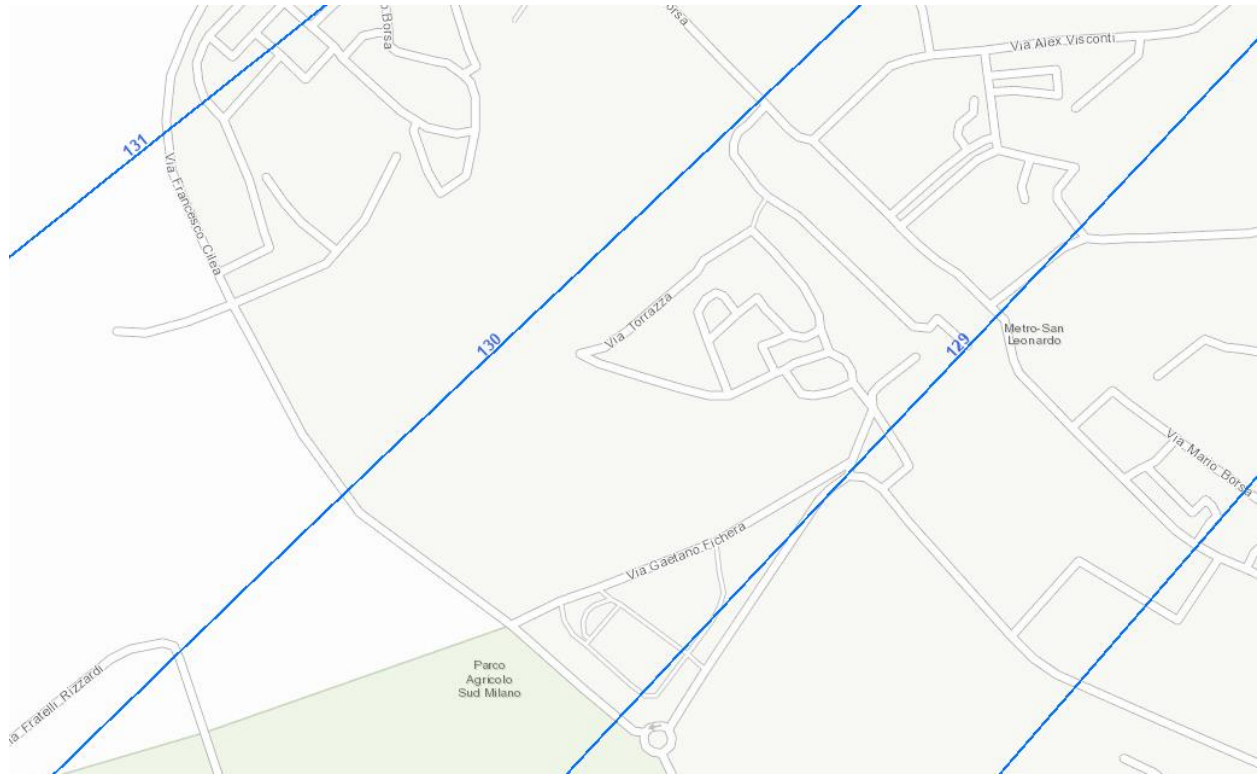 Borsa
Via Alex Visconti
131
Via Francesco Cilea
Via Torrazza
130
129
Metro-San
Leonardo
Via Mario Borsa
Via Gaetano Fichera
Parco
Agricolo
Sud Milano
Fratelli Rizzardi